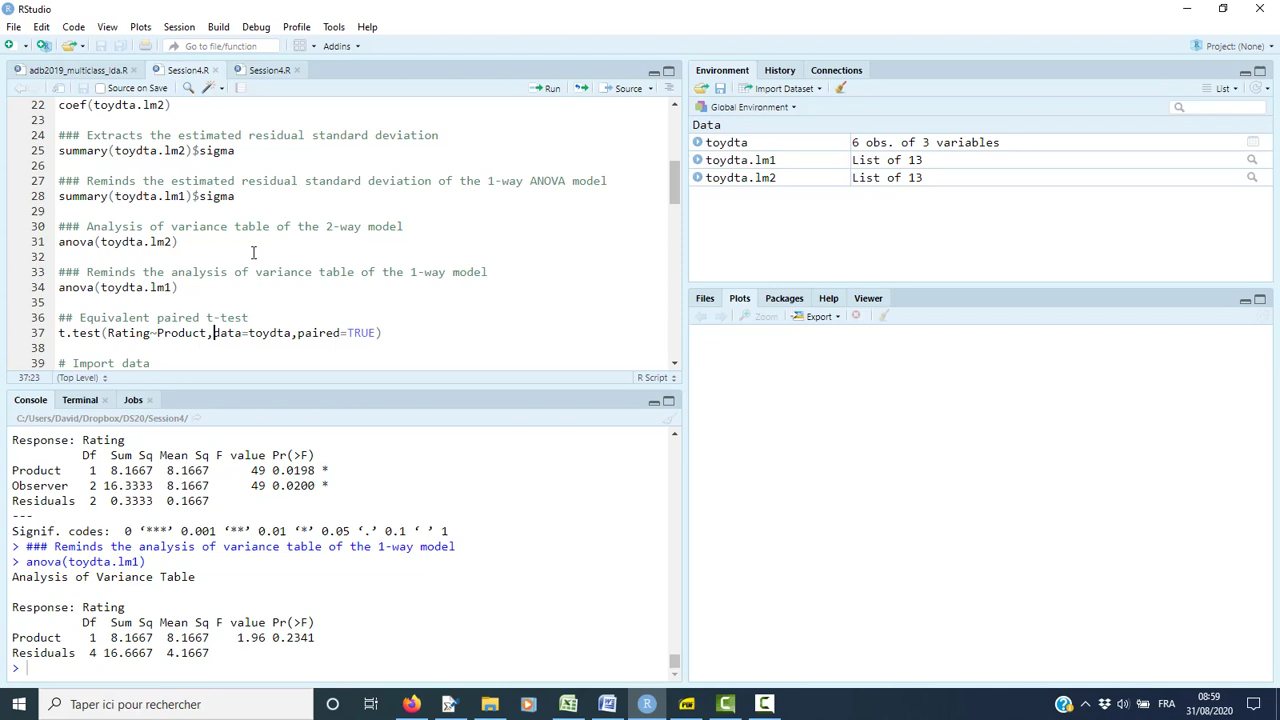 RStudio
File Edit Code View Plots Session Build Debug Profile Tools Help
Go to file/function Addins Project: (None)
adb2019_multiclass_lda.R Session4.R Session4.R
Source on Save Run Source
22 coef(toydta.lm2)
23
24 ### Extracts the estimated residual standard deviation
25 summary(toydta.lm2)$sigma
26
27 ### Reminds the estimated residual standard deviation of the 1-way ANOVA model
28 summary(toydta.lm1)$sigma
29
30 ### Analysis of variance table of the 2-way model
31 anova(toydta.lm2)
32
33 ### Reminds the analysis of variance table of the 1-way model
34 anova(toydta.lm1)
35
36 ## Equivalent paired t-test
37 t.test(Rating~Product,data=toydta,paired=TRUE)
38
39 # Import data
37:23 (Top Level) R Script
Console Terminal Jobs
C:/Users/David/Dropbox/DS20/Session4/
Response: Rating
Df Sum Sq Mean Sq F value Pr(>F)
Product 1 8.1667 8.1667 49 0.0198 *
Observer 2 16.3333 8.1667 49 0.0200 *
Residuals 2 0.3333 0.1667
---
Signif. codes: 0 ‘***’ 0.001 ‘**’ 0.01 ‘*’ 0.05 ‘.’ 0.1 ‘ ’ 1
> ### Reminds the analysis of variance table of the 1-way model
> anova(toydta.lm1)
Analysis of Variance Table
Response: Rating
Df Sum Sq Mean Sq F value Pr(>F)
Product 1 8.1667 8.1667 1.96 0.2341
Residuals 4 16.6667 4.1667
>
Environment History Connections
Import Dataset List
Global Environment
Data
toydta 6 obs. of 3 variables
toydta.lm1 List of 13
toydta.lm2 List of 13
Files Plots Packages Help Viewer
Zoom Export
Taper ici pour rechercher
FRA
08:59
31/08/2020